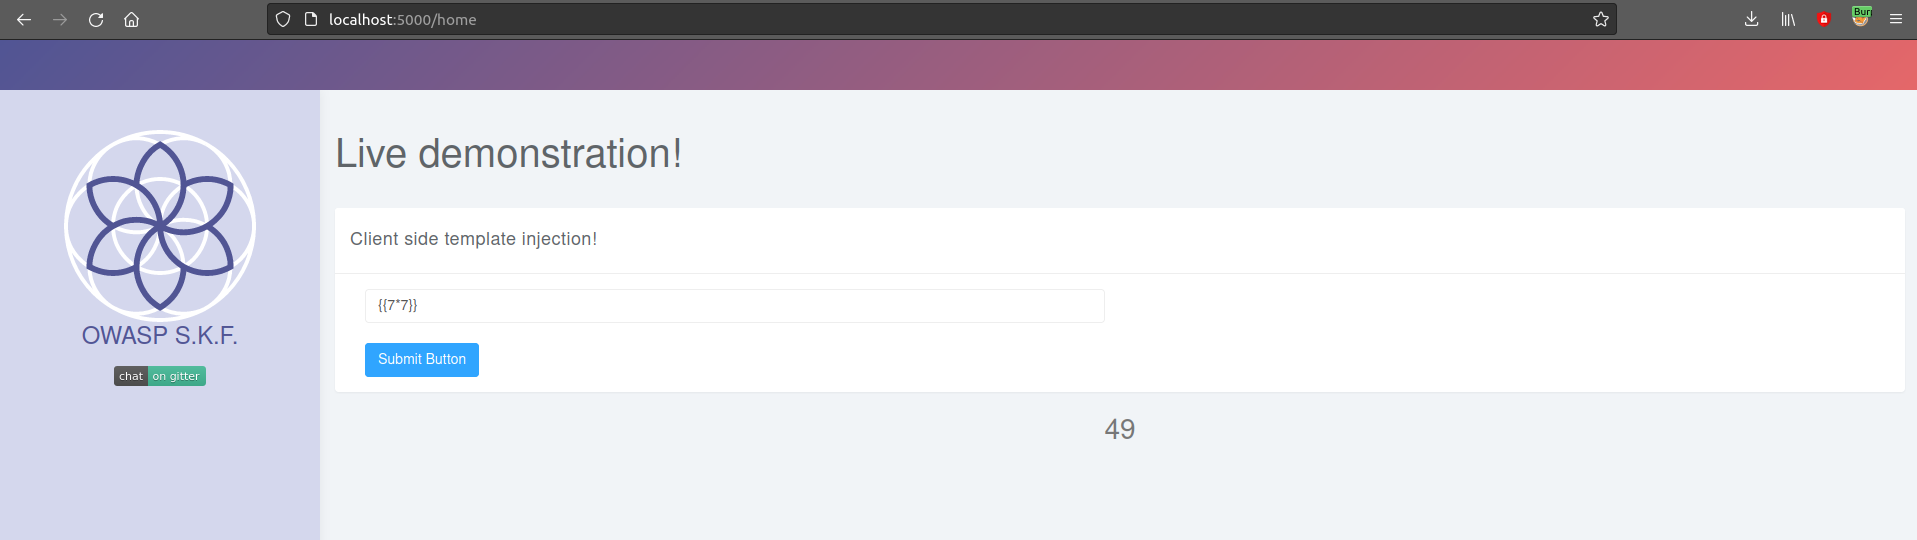 localhost:5000/home
Bur
Live demonstration!
Client side template injection!
{{7*7}}
Submit Button
OWASP S.K.F.
chat on gitter
49